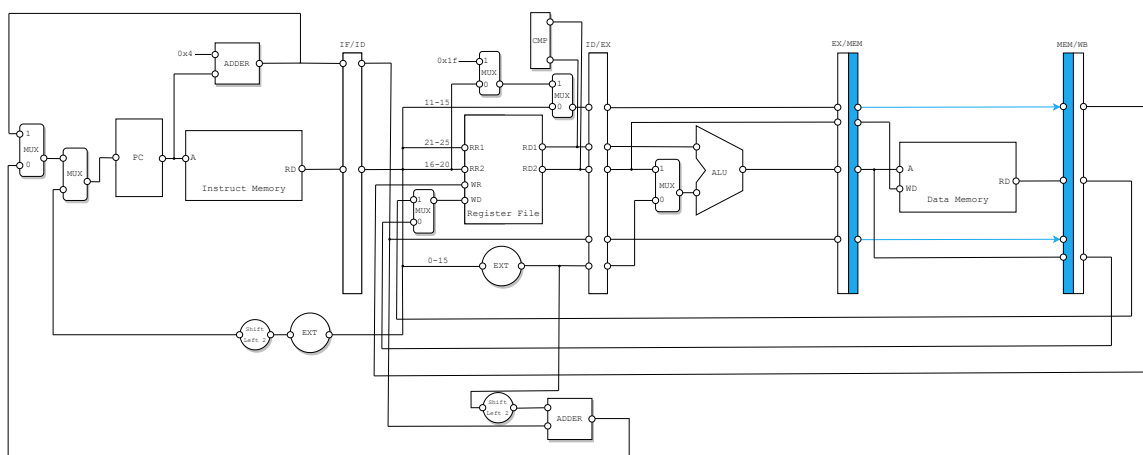 IF/ID
ID/EX
EX/MEM
MEM/WB
0x4
ADDER
0x1f
1
MUX
0
CMP
1
MUX
0
11-15
1
MUX
0
MUX
PC
A
RD
Instruct Memory
21-25
16-20
RR1
RR2
WR
WD
RD1
RD2
Register File
1
MUX
0
1
MUX
0
ALU
A
WD
RD
Data Memory
0-15
EXT
Shift
Left 2
EXT
Shift
Left 2
ADDER